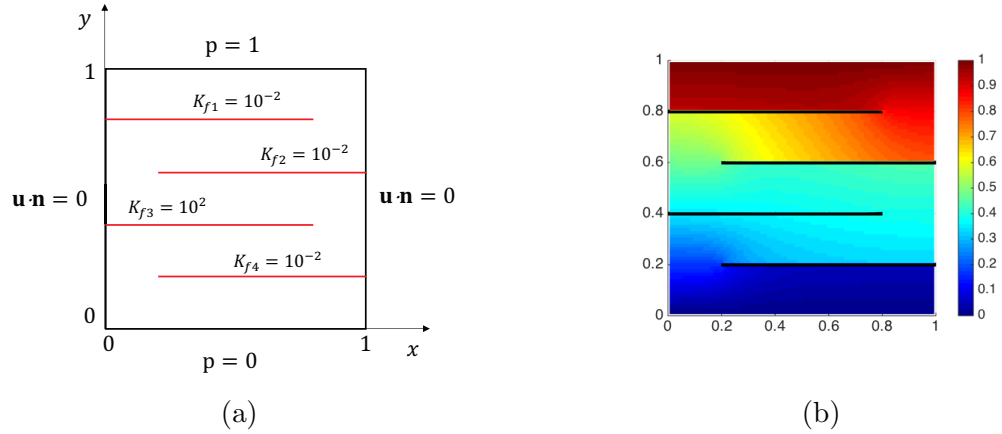 y
p = 1
1
K_{f1} = 10^{-2}
K_{f2} = 10^{-2}
u·n = 0
u·n = 0
K_{f3} = 10^{2}
K_{f4} = 10^{-2}
0
0
1
x
p = 0
(a)
1
0.8
0.6
0.4
0.2
0
0
0.2
0.4
0.6
0.8
1
1
0.9
0.8
0.7
0.6
0.5
0.4
0.3
0.2
0.1
0
(b)